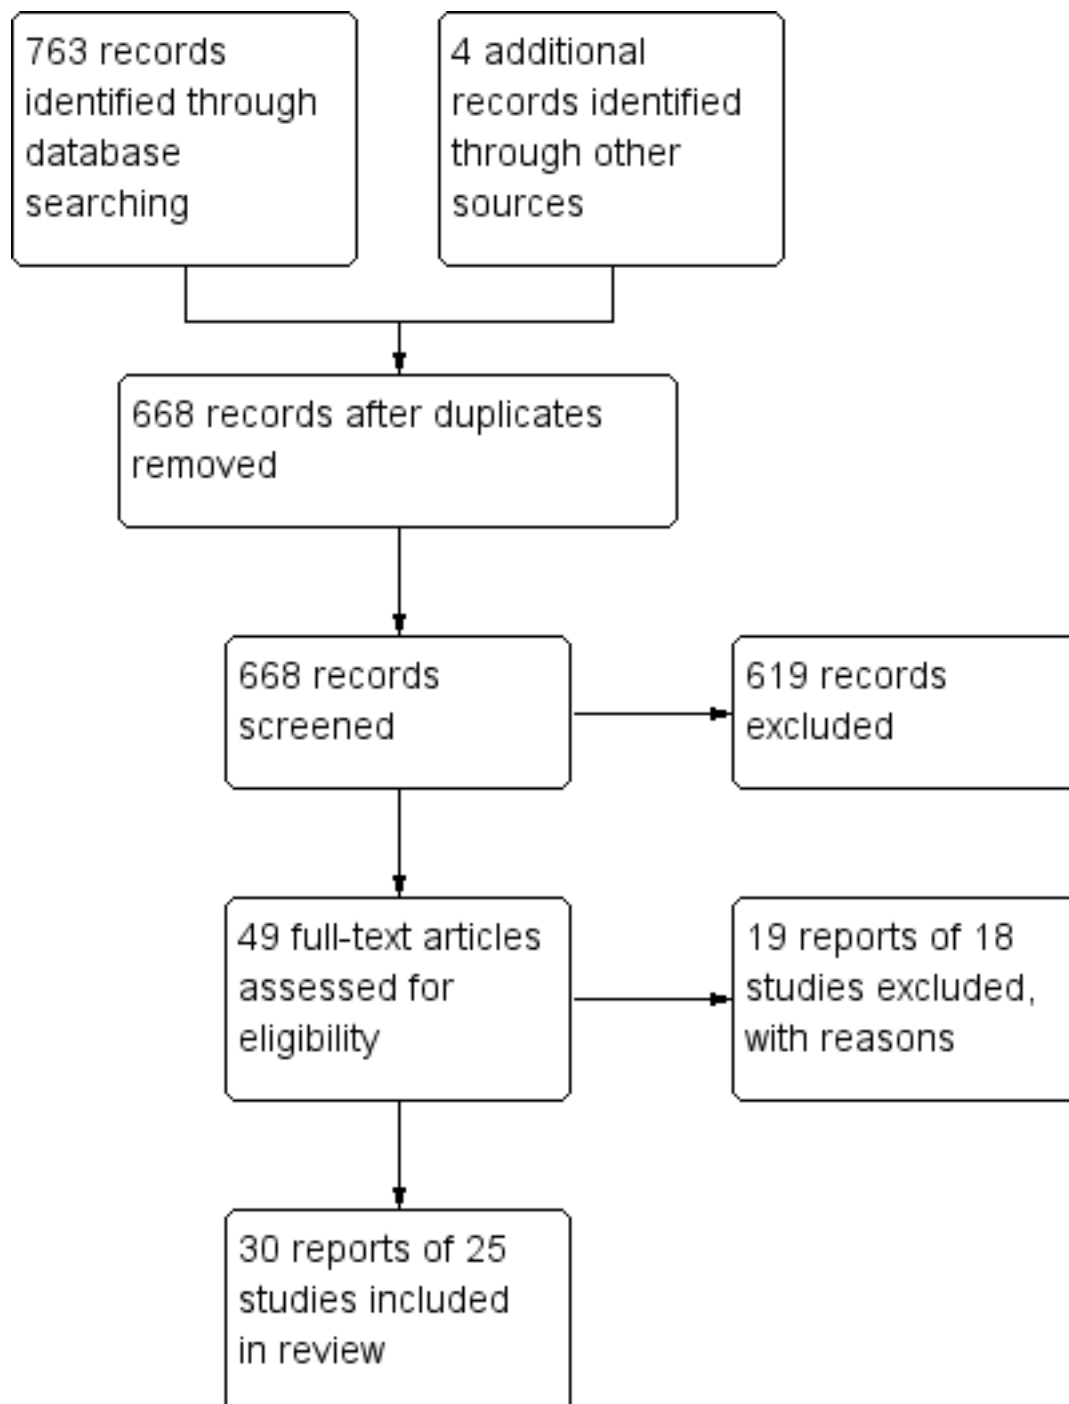 763 records
identified through
database
searching
4 additional
records identified
through other
sources
668 records after duplicates
removed
668 records
screened
619 records
excluded
49 full-text articles
assessed for
eligibility
19 reports of 18
studies excluded,
with reasons
30 reports of 25
studies included
in review